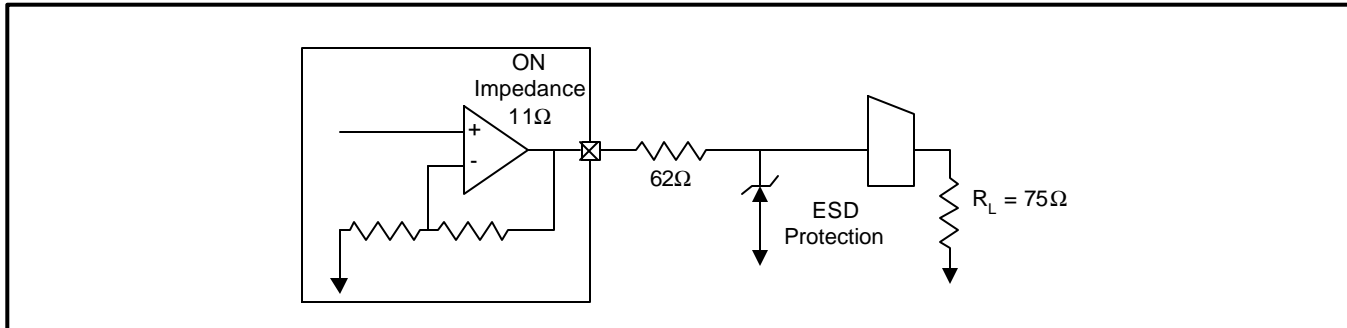 ON
Impedance
11Ω
+
-
62Ω
ESD
Protection
R_L = 75Ω